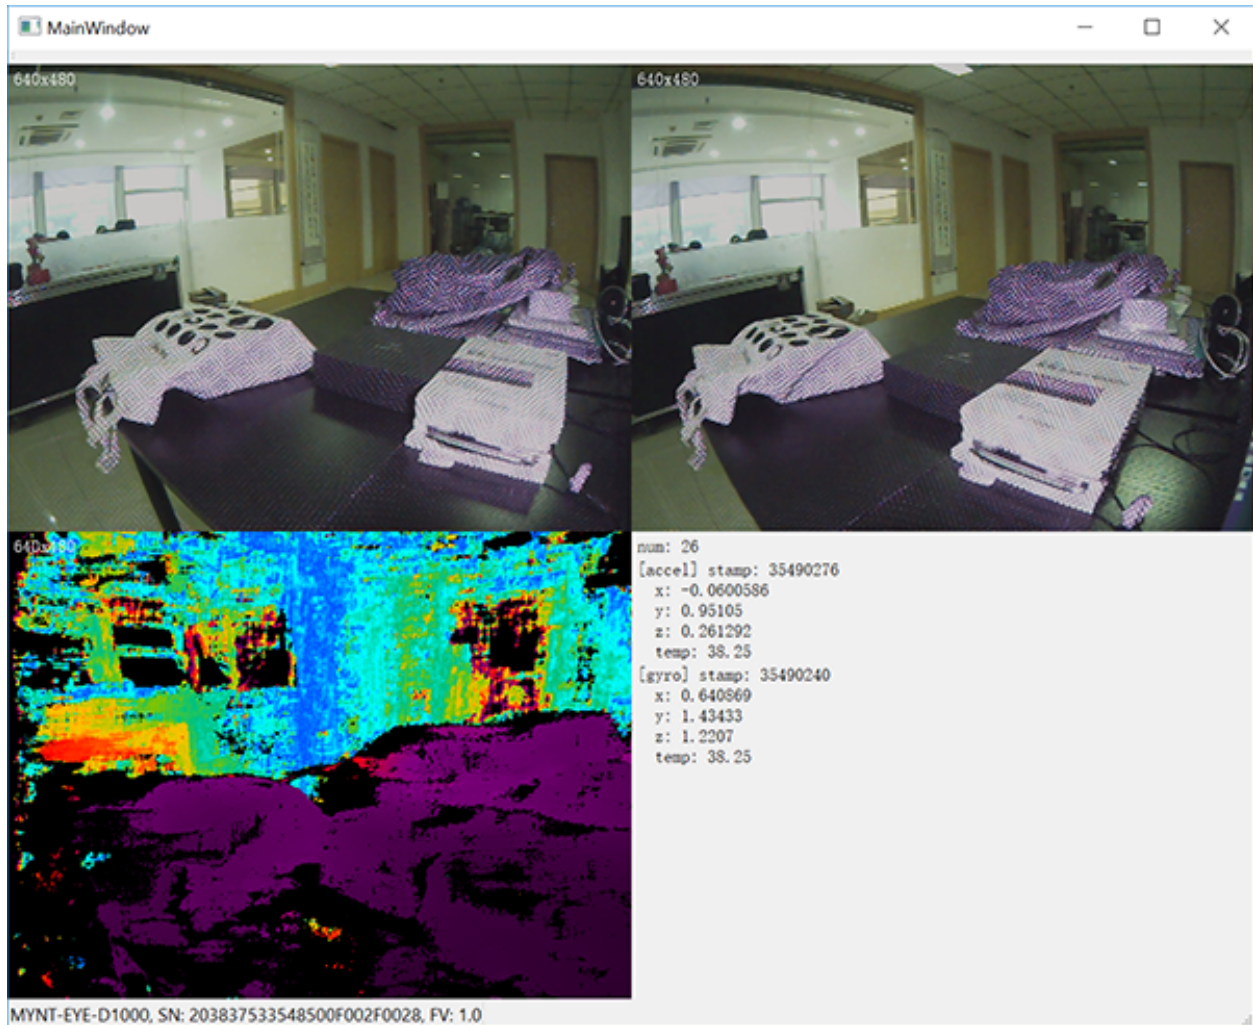 MainWindow
640x480
640x480
640x480
num: 26
[accel] stamp: 35490276
x: -0.0600586
y: 0.95105
z: 0.261292
temp: 38.25
[gyro] stamp: 35490240
x: 0.640869
y: 1.43433
z: 1.2207
temp: 38.25
MYNT-EYE-D1000, SN: 203837533548500F002F0028, FV: 1.0